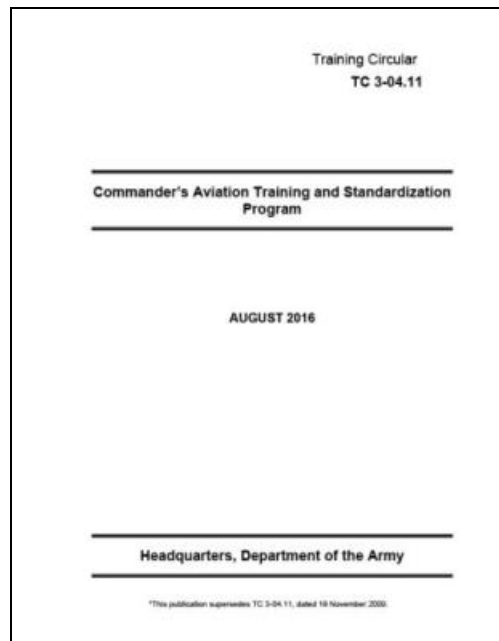 Training Circular
TC 3-04.11
Commander's Aviation Training and Standardization
Program
AUGUST 2016
Headquarters, Department of the Army
*This publication supersedes TC 3-04.11, dated 19 November 2009.